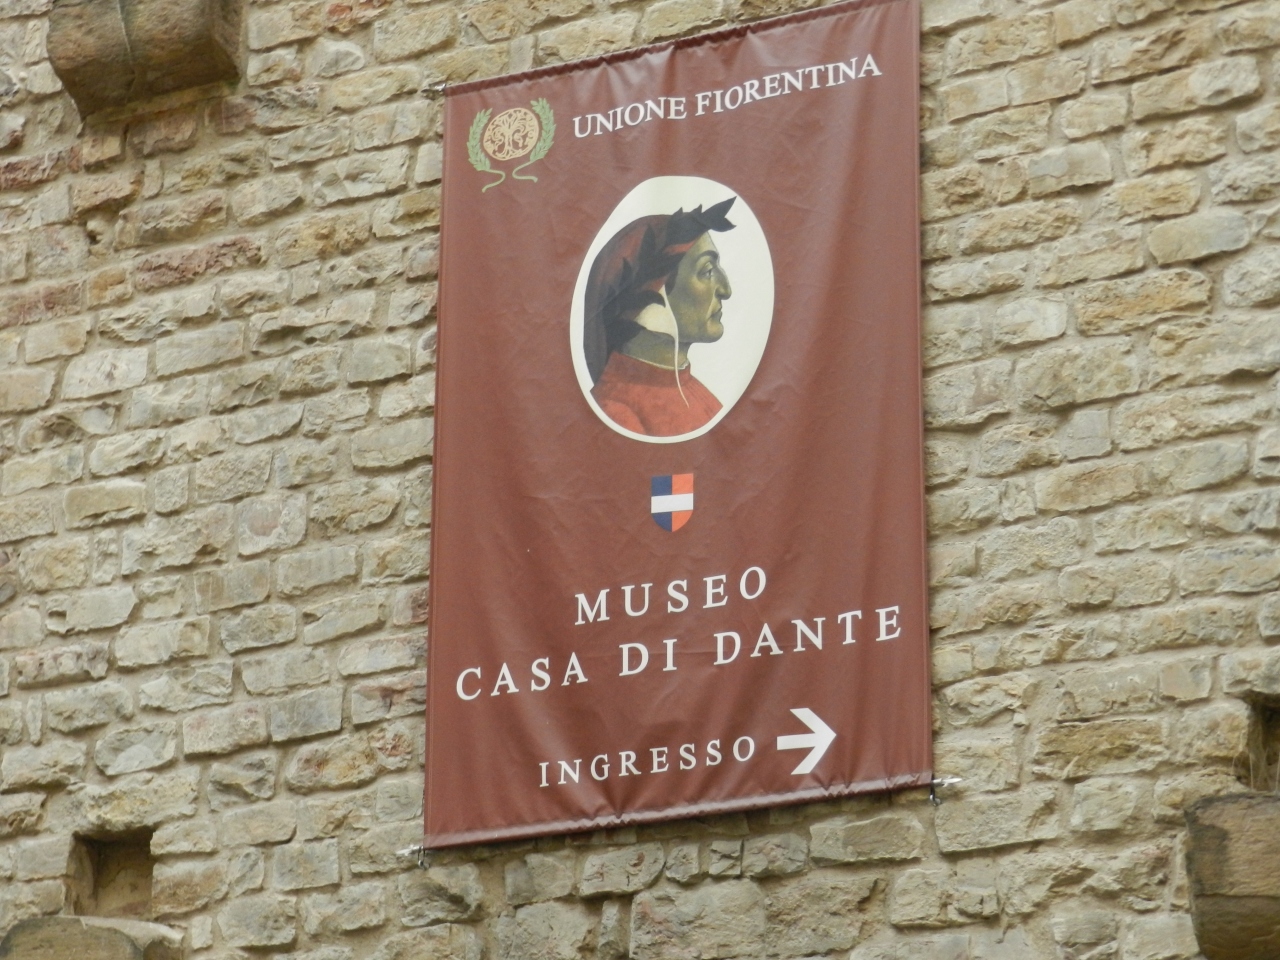 UNIONE FIORENTINA
MUSEO
CASA DI DANTE
INGRESSO →